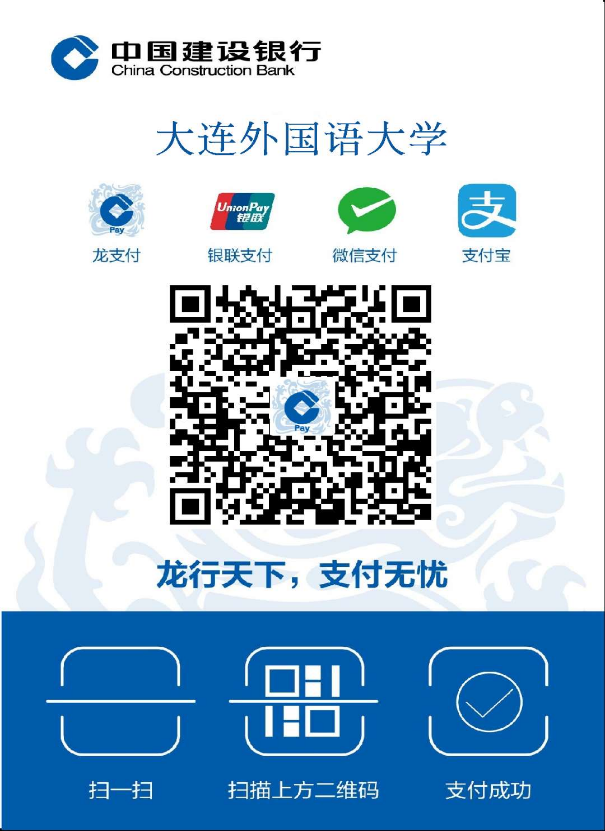 中国建设银行
China Construction Bank
大连外国语大学
Pay
UnionPay
银联
龙支付 银联支付 微信支付 支付宝
Pay
龙行天下，支付无忧
扫一扫 扫描上方二维码 支付成功